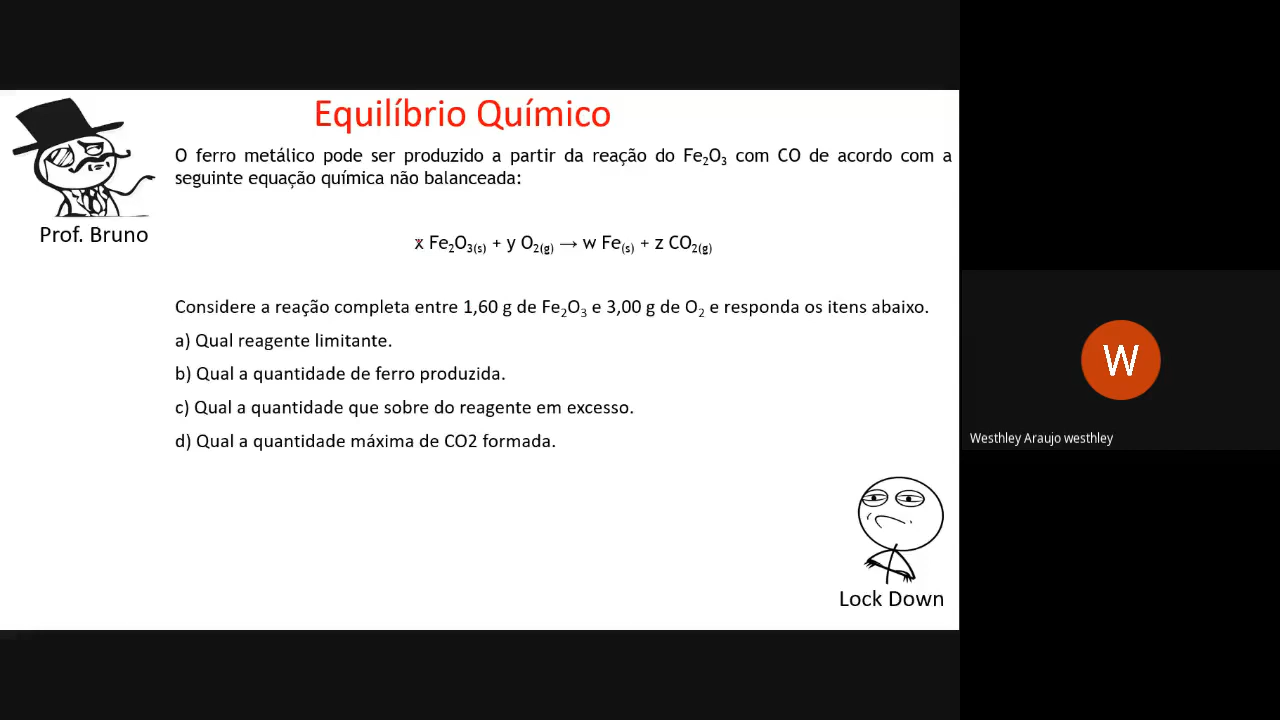 Equilíbrio Químico
O ferro metálico pode ser produzido a partir da reação do Fe₂O₃ com CO de acordo com a
seguinte equação química não balanceada:
Prof. Bruno
x Fe₂O₃(s) + y O₂(g) → w Fe(s) + z CO₂(g)
Considere a reação completa entre 1,60 g de Fe₂O₃ e 3,00 g de O₂ e responda os itens abaixo.
a) Qual reagente limitante.
b) Qual a quantidade de ferro produzida.
c) Qual a quantidade que sobre do reagente em excesso.
d) Qual a quantidade máxima de CO2 formada.
Lock Down
W
Westhley Araujo westhley